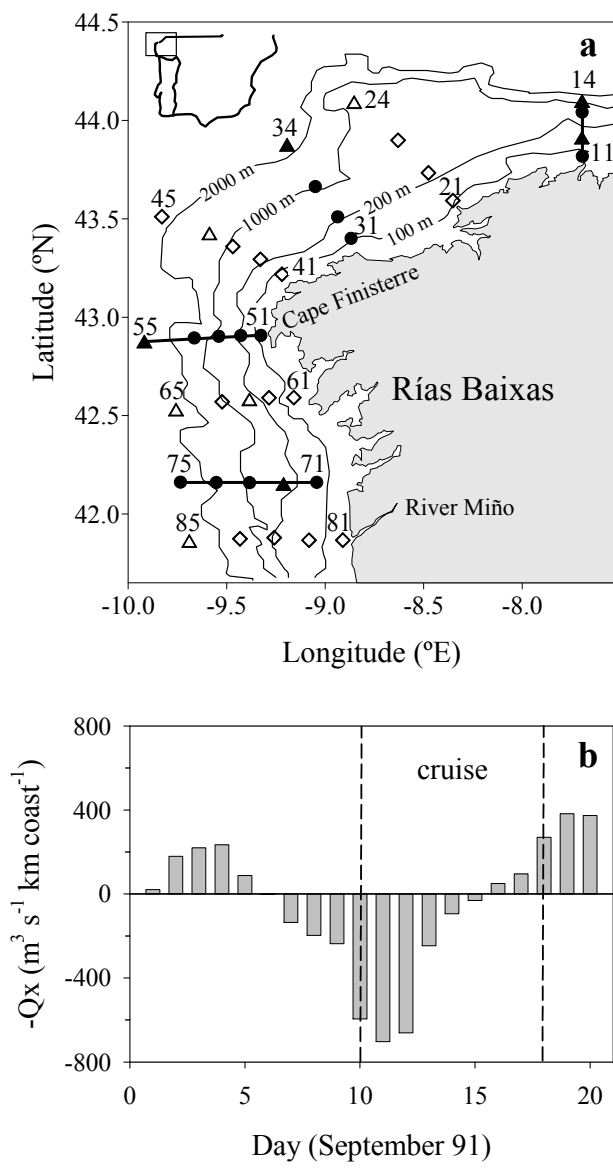 44.5
a
14
44.0
24
34
11
2000 m
1000 m
200 m
21
45
43.5
31
100 m
41
Latitude (ºN)
43.0
55
51
Cape Finisterre
65
61
Rías Baixas
42.5
75
71
42.0
85
81
River Miño
-10.0
-9.5
-9.0
-8.5
-8.0
Longitude (ºE)
800
b
cruise
400
0
-Qx (m³ s⁻¹ km coast⁻¹)
-400
-800
0
5
10
15
20
Day (September 91)